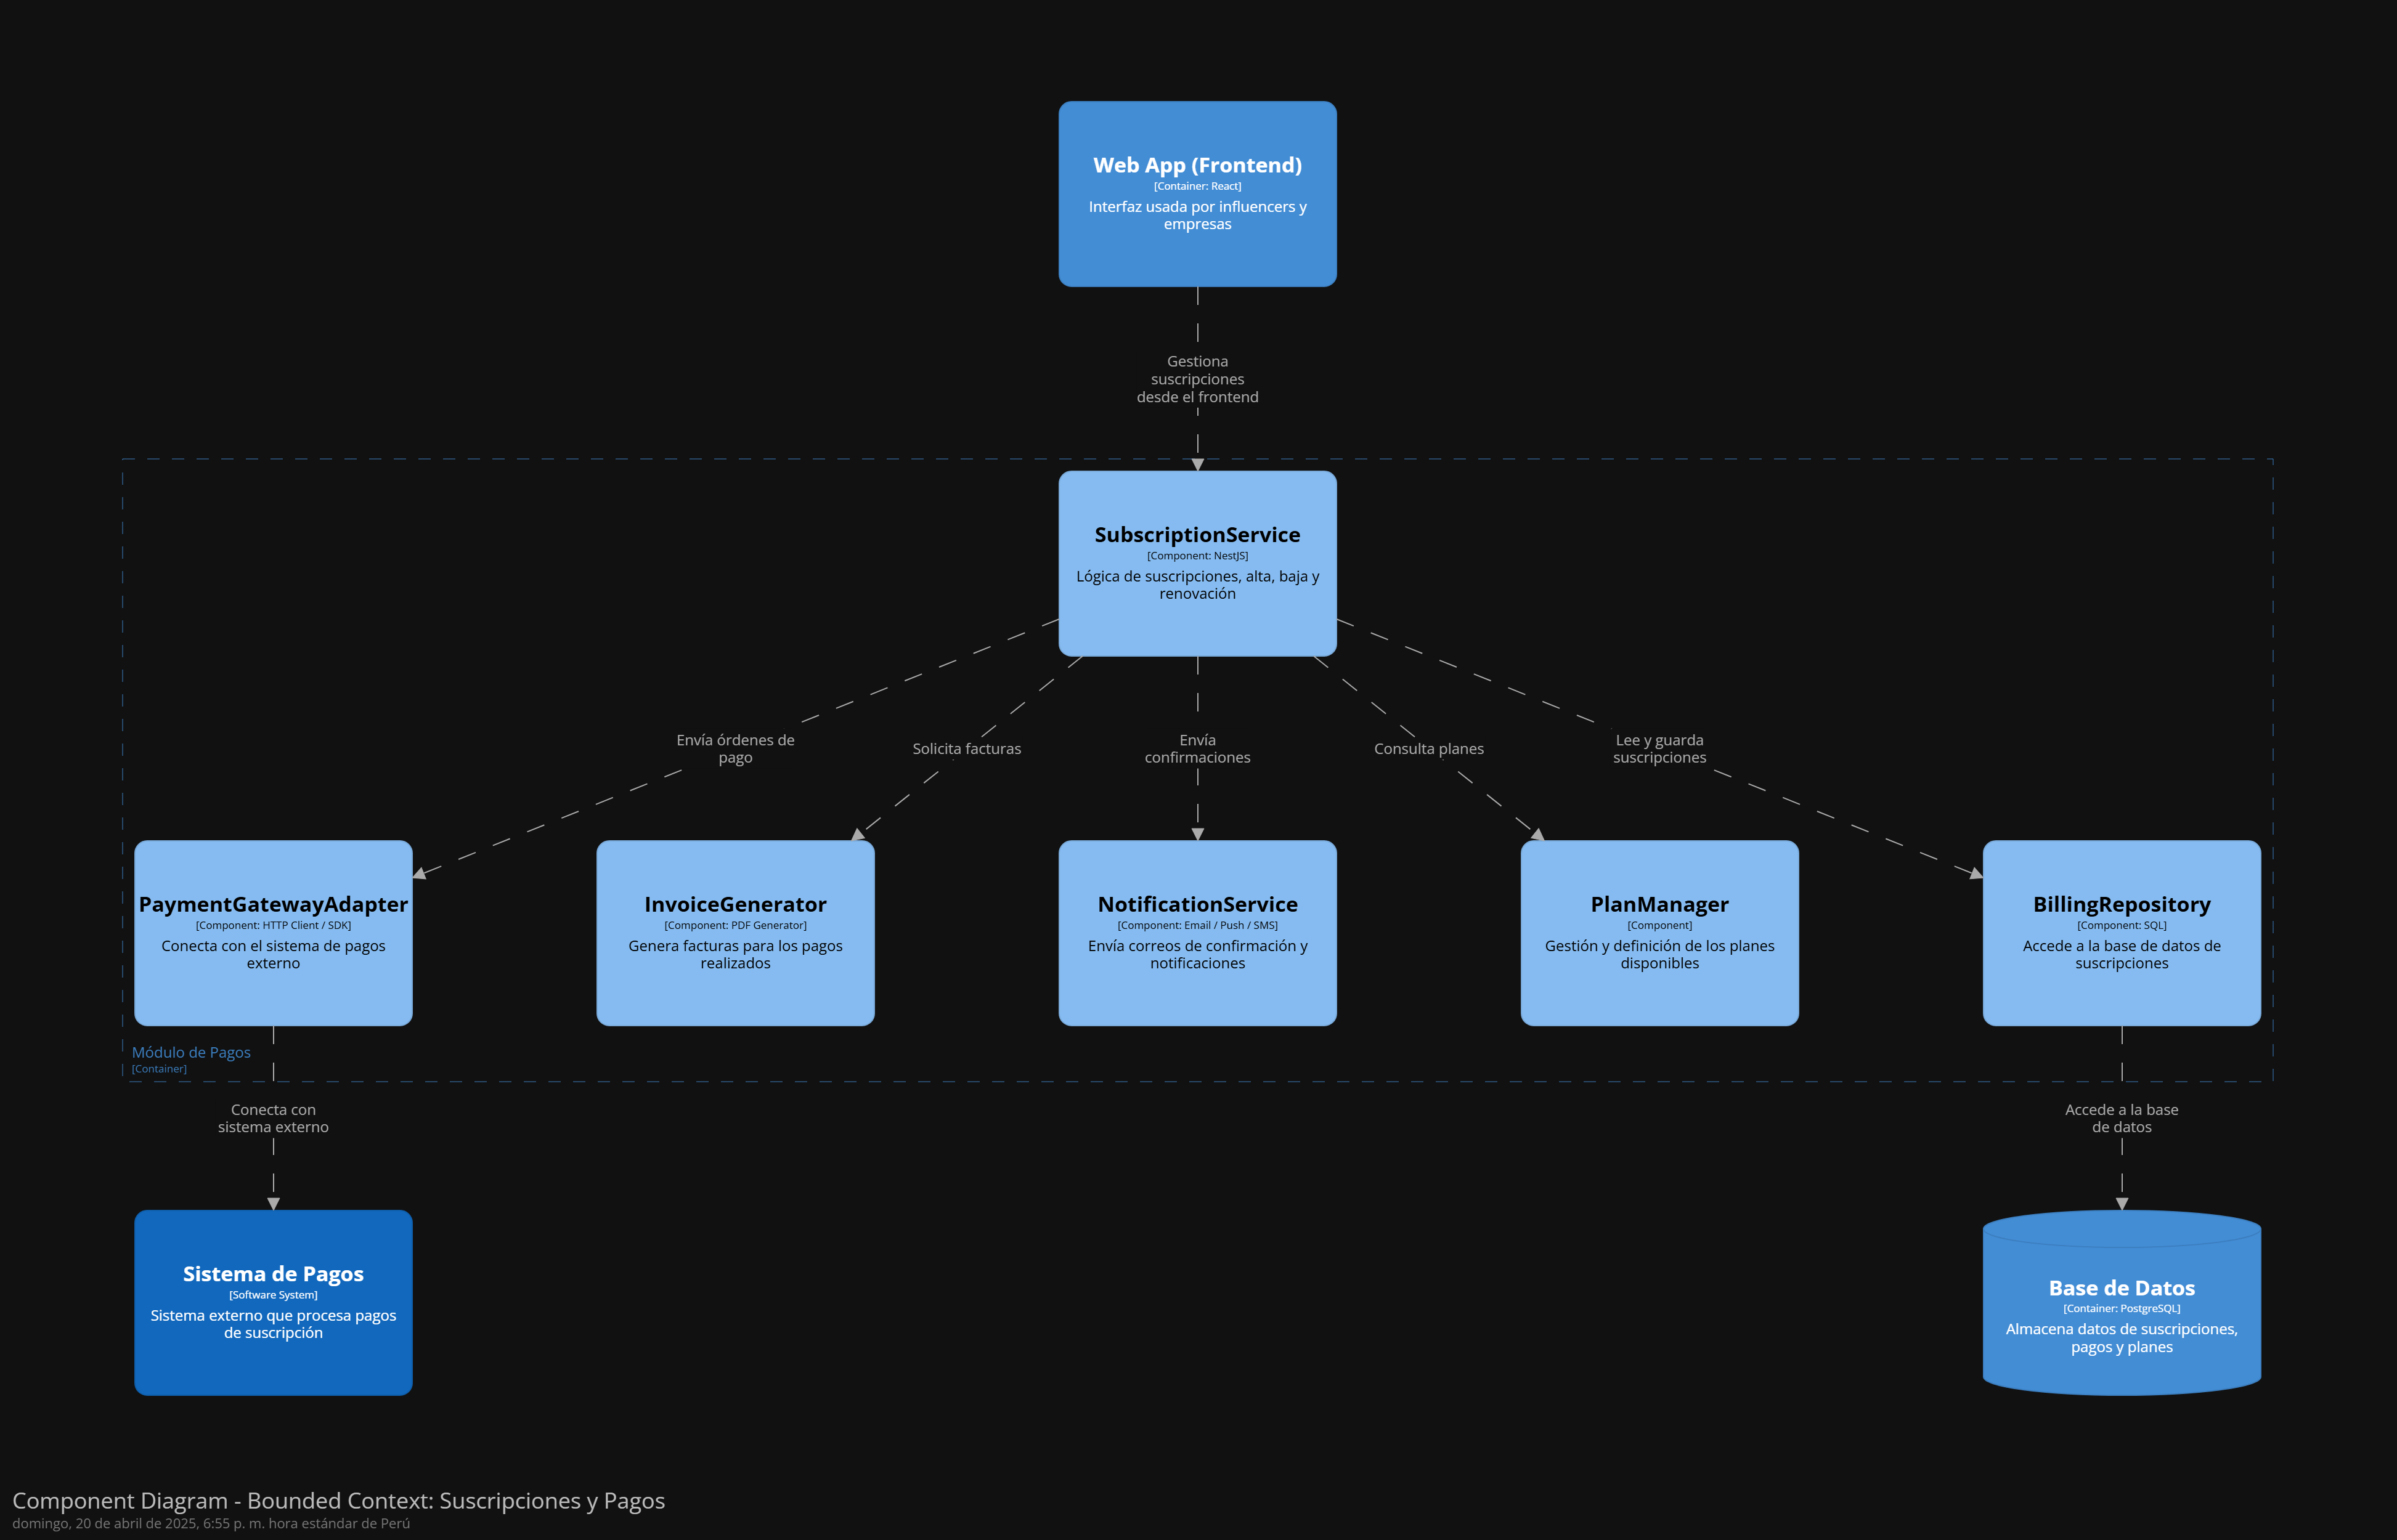 Web App (Frontend)
[Container: React]
Interfaz usada por influencers y
empresas
Gestiona
suscripciones
desde el frontend
SubscriptionService
[Component: NestJS]
Lógica de suscripciones, alta, baja y
renovación
Envía órdenes de
pago
Solicita facturas
Envía
confirmaciones
Consulta planes
Lee y guarda
suscripciones
PaymentGatewayAdapter
[Component: HTTP Client / SDK]
Conecta con el sistema de pagos
externo
InvoiceGenerator
[Component: PDF Generator]
Genera facturas para los pagos
realizados
NotificationService
[Component: Email / Push / SMS]
Envía correos de confirmación y
notificaciones
PlanManager
[Component]
Gestión y definición de los planes
disponibles
BillingRepository
[Component: SQL]
Accede a la base de datos de
suscripciones
Módulo de Pagos
[Container]
Conecta con
sistema externo
Accede a la base
de datos
Sistema de Pagos
[Software System]
Sistema externo que procesa pagos
de suscripción
Base de Datos
[Container: PostgreSQL]
Almacena datos de suscripciones,
pagos y planes
Component Diagram - Bounded Context: Suscripciones y Pagos
domingo, 20 de abril de 2025, 6:55 p. m. hora estándar de Perú